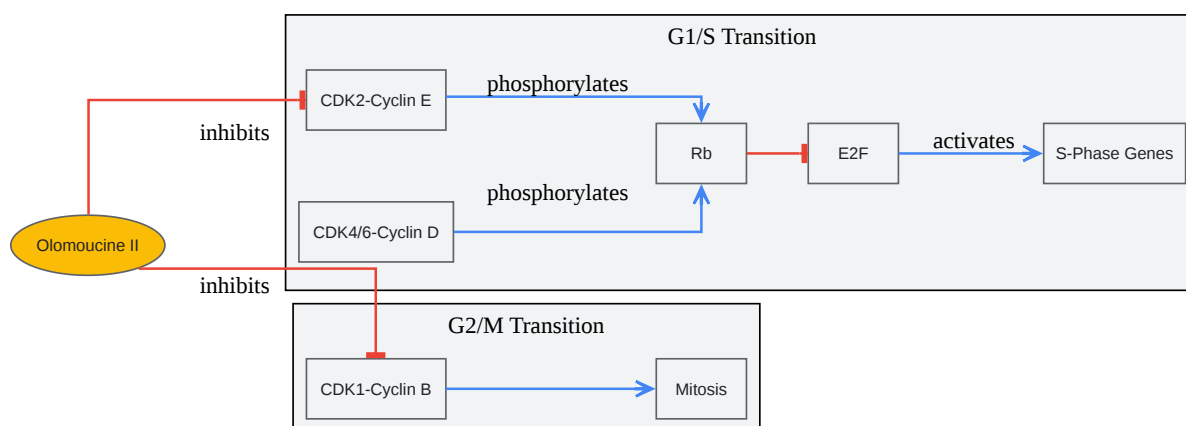 G1/S Transition
CDK2-Cyclin E
phosphorylates
inhibits
Rb
E2F
activates
S-Phase Genes
phosphorylates
CDK4/6-Cyclin D
Olomoucine II
inhibits
G2/M Transition
CDK1-Cyclin B
Mitosis